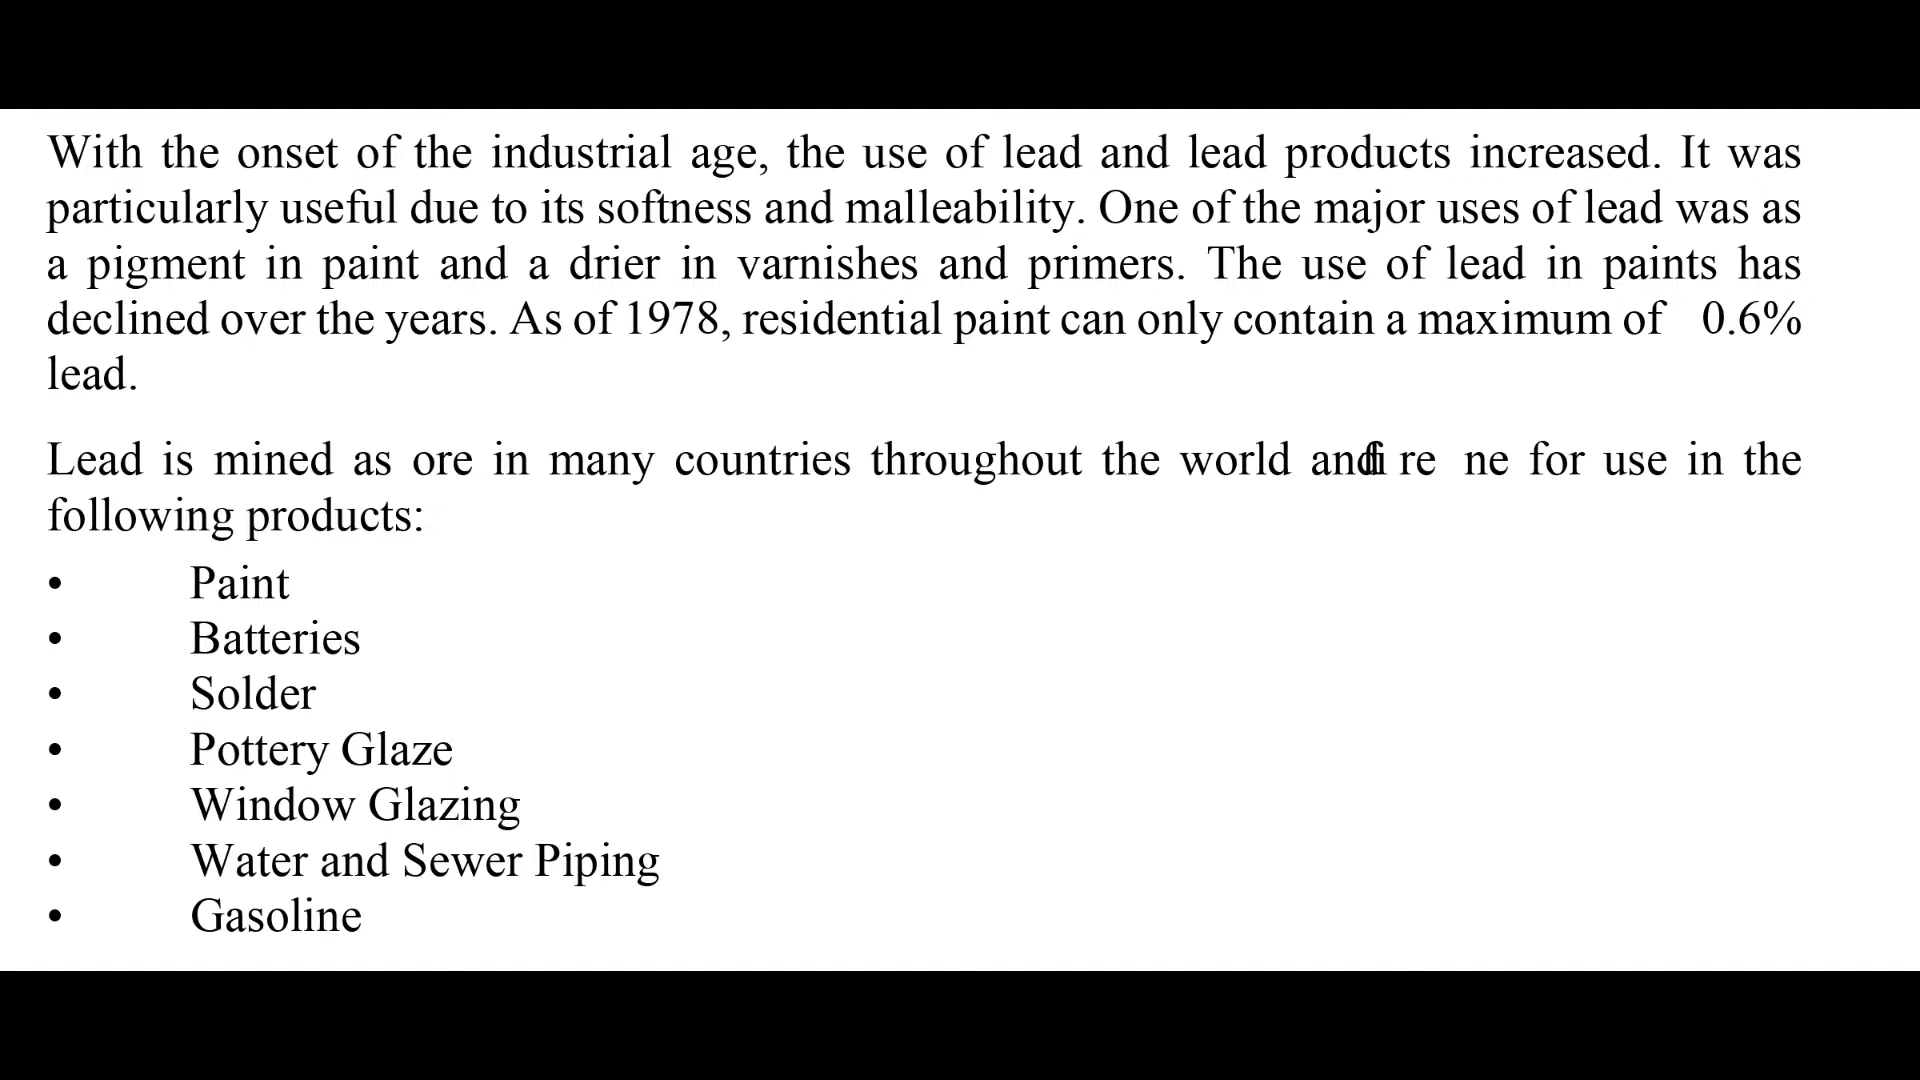 With the onset of the industrial age, the use of lead and lead products increased. It was
particularly useful due to its softness and malleability. One of the major uses of lead was as
a pigment in paint and a drier in varnishes and primers. The use of lead in paints has
declined over the years. As of 1978, residential paint can only contain a maximum of 0.6%
lead.
Lead is mined as ore in many countries throughout the world and refine for use in the
following products:
• Paint
• Batteries
• Solder
• Pottery Glaze
• Window Glazing
• Water and Sewer Piping
• Gasoline